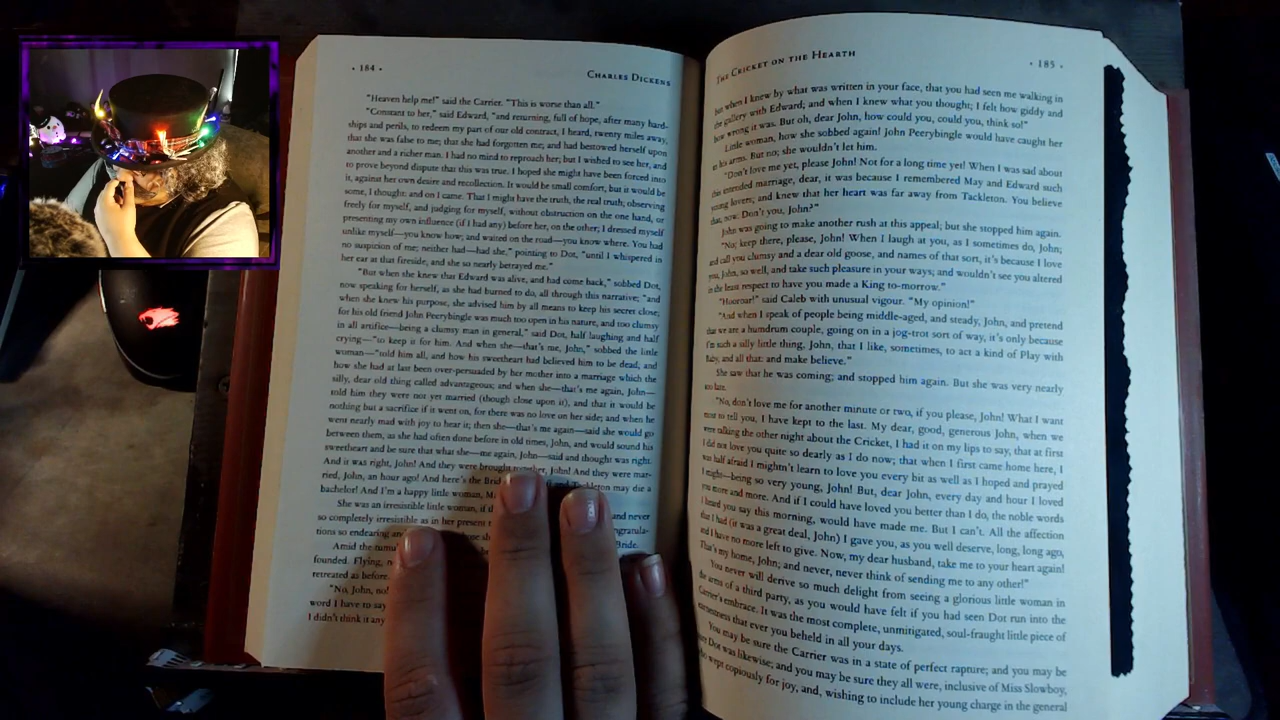 · 184 ·
CHARLES DICKENS
"Heaven help me!" said the Carrier. "This is worse than all."
"Constant to her," said Edward, "and returning, full of hope, after many hard-
ships and perils, to redeem my part of our old contract, I heard, twenty miles away,
that she was false to me; that she had forgotten me; and had bestowed herself upon
another and a richer man. I had no mind to reproach her; but I wished to see her, and
to prove beyond dispute that this was true. I hoped she might have been forced into
it, against her own desire and recollection. It would be small comfort, but it would be
some, I thought: and on I came. That I might have the truth, the real truth; observing
freely for myself, and judging for myself, without obstruction on the one hand, or
presenting my own influence (if I had any) before her, on the other; I dressed myself
unlike myself—you know how; and waited on the road—you know where. You had
no suspicion of me; neither had—had she," pointing to Dot, "until I whispered in
her ear at that fireside, and she so nearly betrayed me."
"But when she knew that Edward was alive, and had come back," sobbed Dot,
now speaking for herself, as she had burned to do, all through this narrative; "and
when she knew his purpose, she advised him by all means to keep his secret close;
for his old friend John Peerybingle was much too open in his nature, and too clumsy
in all artifice—being a clumsy man in general," said Dot, half laughing and half
crying—"to keep it for him. And when she—that's me, John," sobbed the little
woman—"told him all, and how his sweetheart had believed him to be dead, and
how she had at last been over-persuaded by her mother into a marriage which the
silly, dear old thing called advantageous; and when she—that's me again, John—
told him they were not yet married (though close upon it), and that it would be
nothing but a sacrifice if it went on, for there was no love on her side; and when he
went nearly mad with joy to hear it; then she—that's me again—said she would go
between them, as she had often done before in old times, John, and would sound his
sweetheart and be sure that what she—me again, John—said and thought was right.
And it was right, John! And they were brought together, John! And they were mar-
ried, John, an hour ago! And here's the Brid Tackleton may die a
bachelor! And I'm a happy little woman, M
She was an irresistible little woman, if and never
so completely irresistible as in her present ongratula-
tions so endearing Bride.
Amid the tumu
founded. Flying, n
retreated as before.
"No, John, no!
word I have to say
I didn't think it any
THE CRICKET ON THE HEARTH
· 185 ·
but when I knew by what was written in your face, that you had seen me walking in
the gallery with Edward; and when I knew what you thought; I felt how giddy and
how wrong it was. But oh, dear John, how could you, could you, think so!"
Little woman, how she sobbed again! John Peerybingle would have caught her
in his arms. But no; she wouldn't let him.
"Don't love me yet, please John! Not for a long time yet! When I was sad about
this intended marriage, dear, it was because I remembered May and Edward such
young lovers; and knew that her heart was far away from Tackleton. You believe
that, now. Don't you, John?"
John was going to make another rush at this appeal; but she stopped him again.
"No; keep there, please, John! When I laugh at you, as I sometimes do, John;
and call you clumsy and a dear old goose, and names of that sort, it's because I love
you, John, so well, and take such pleasure in your ways; and wouldn't see you altered
in the least respect to have you made a King to-morrow."
"Hooroar!" said Caleb with unusual vigour. "My opinion!"
"And when I speak of people being middle-aged, and steady, John, and pretend
that we are a humdrum couple, going on in a jog-trot sort of way, it's only because
I'm such a silly little thing, John, that I like, sometimes, to act a kind of Play with
Baby, and all that: and make believe."
She saw that he was coming; and stopped him again. But she was very nearly
too late.
"No, don't love me for another minute or two, if you please, John! What I want
most to tell you, I have kept to the last. My dear, good, generous John, when we
were talking the other night about the Cricket, I had it on my lips to say, that at first
I did not love you quite so dearly as I do now; that when I first came home here, I
was half afraid I mightn't learn to love you every bit as well as I hoped and prayed
I might—being so very young, John! But, dear John, every day and hour I loved
you more and more. And if I could have loved you better than I do, the noble words
I heard you say this morning, would have made me. But I can't. All the affection
that I had (it was a great deal, John) I gave you, as you well deserve, long, long ago,
and I have no more left to give. Now, my dear husband, take me to your heart again!
That's my home, John; and never, never think of sending me to any other!"
You never will derive so much delight from seeing a glorious little woman in
the arms of a third party, as you would have felt if you had seen Dot run into the
Carrier's embrace. It was the most complete, unmitigated, soul-fraught little piece of
earnestness that ever you beheld in all your days.
You may be sure the Carrier was in a state of perfect rapture; and you may be
sure Dot was likewise; and you may be sure they all were, inclusive of Miss Slowboy,
who wept copiously for joy, and, wishing to include her young charge in the general